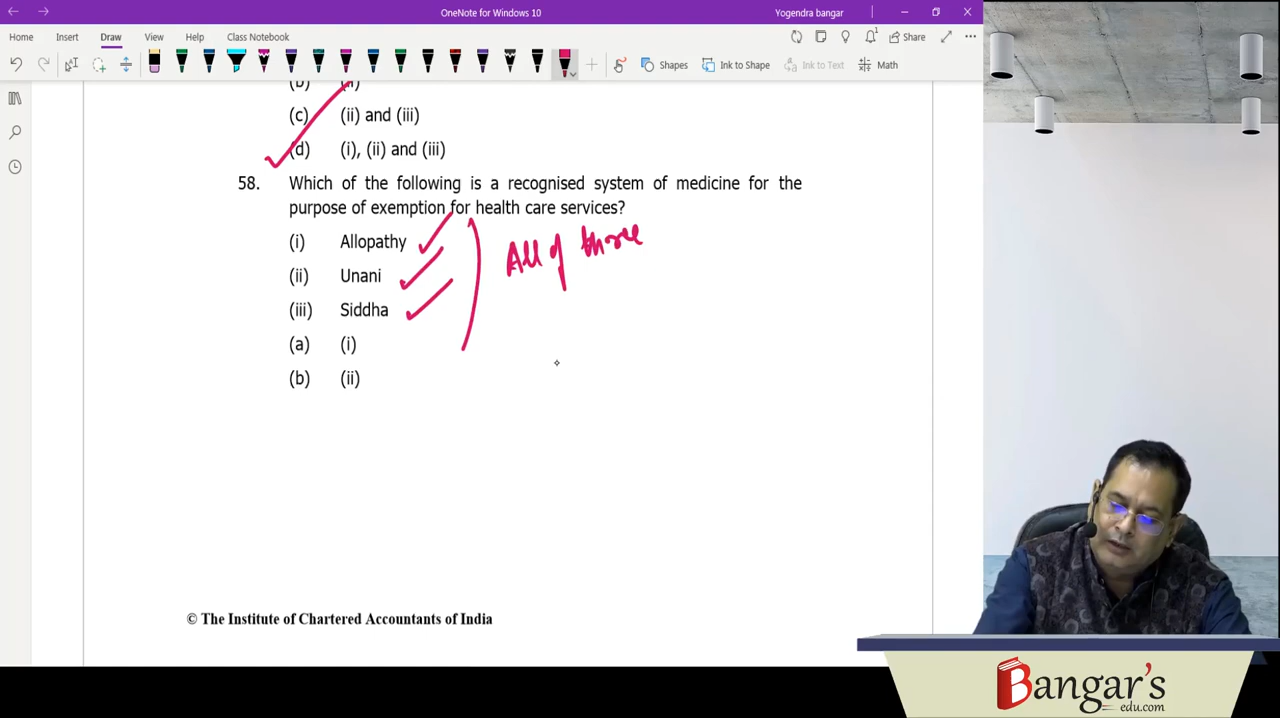 OneNote for Windows 10
Yogendra bangar
Home Insert Draw View Help Class Notebook
Share
Shapes Ink to Shape Ink to Text Math
(b) (ii)
(c) (ii) and (iii)
(d) (i), (ii) and (iii)
58. Which of the following is a recognised system of medicine for the
purpose of exemption for health care services?
(i) Allopathy
(ii) Unani
(iii) Siddha
All of three
(a) (i)
(b) (ii)
© The Institute of Chartered Accountants of India
Bangar's
edu.com